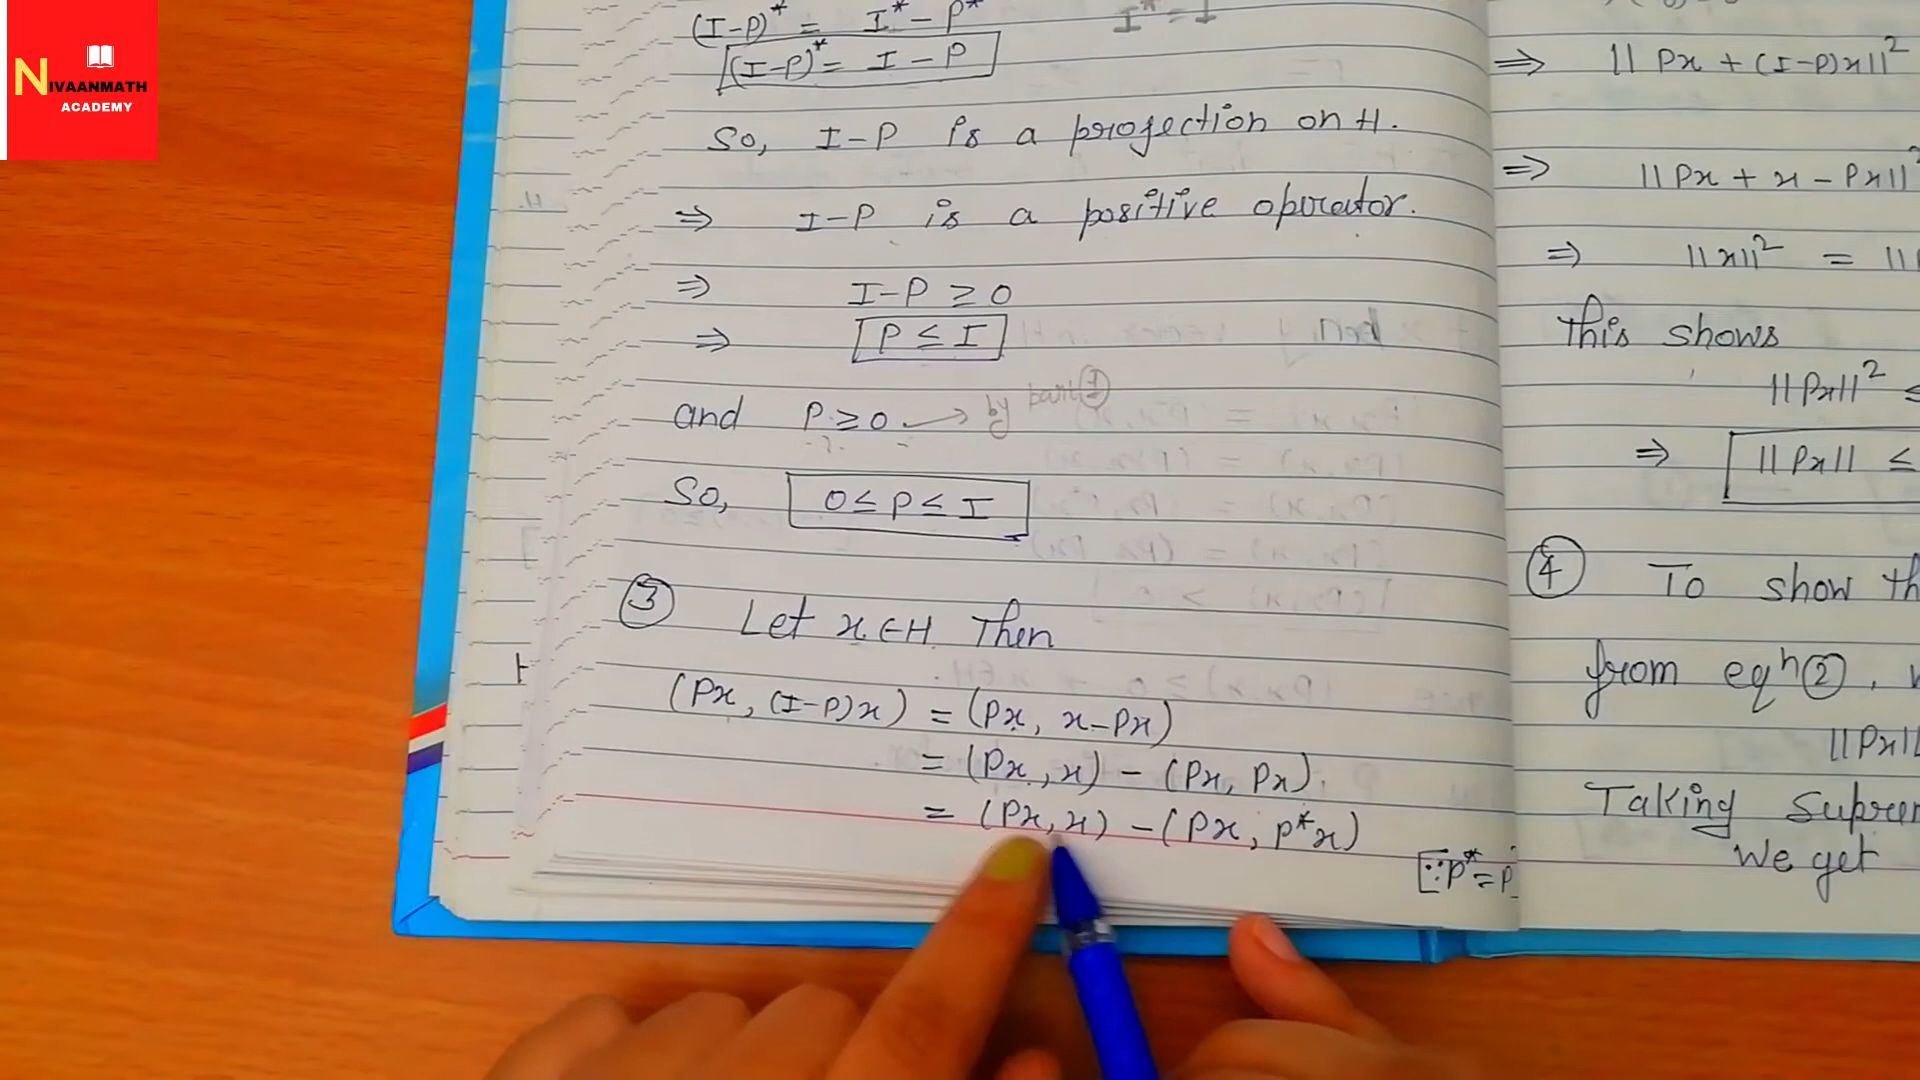 NIVAANMATH
ACADEMY
(I-P)* = I* - P* I* = I
(I-P)* = I - P
So, I-P is a projection on H.
⇒ I-P is a positive operator.
⇒ I-P ≥ 0
⇒ P ≤ I
and P ≥ 0 → by part ①
So, 0 ≤ P ≤ I
③ Let x ∈ H Then
(Px, (I-P)x) = (Px, x-Px)
= (Px, x) - (Px, Px).
= (Px, x) - (Px, P*x)
[∵ P* = P
⇒ || Px + (I-P)x||²
⇒ ||Px + x - Px||²
⇒ ||x||² = ||
This shows
||Px||² ≤
⇒ ||Px|| ≤
④ To show th
from eqⁿ ②, w
||Px||
Taking Suprem
We get